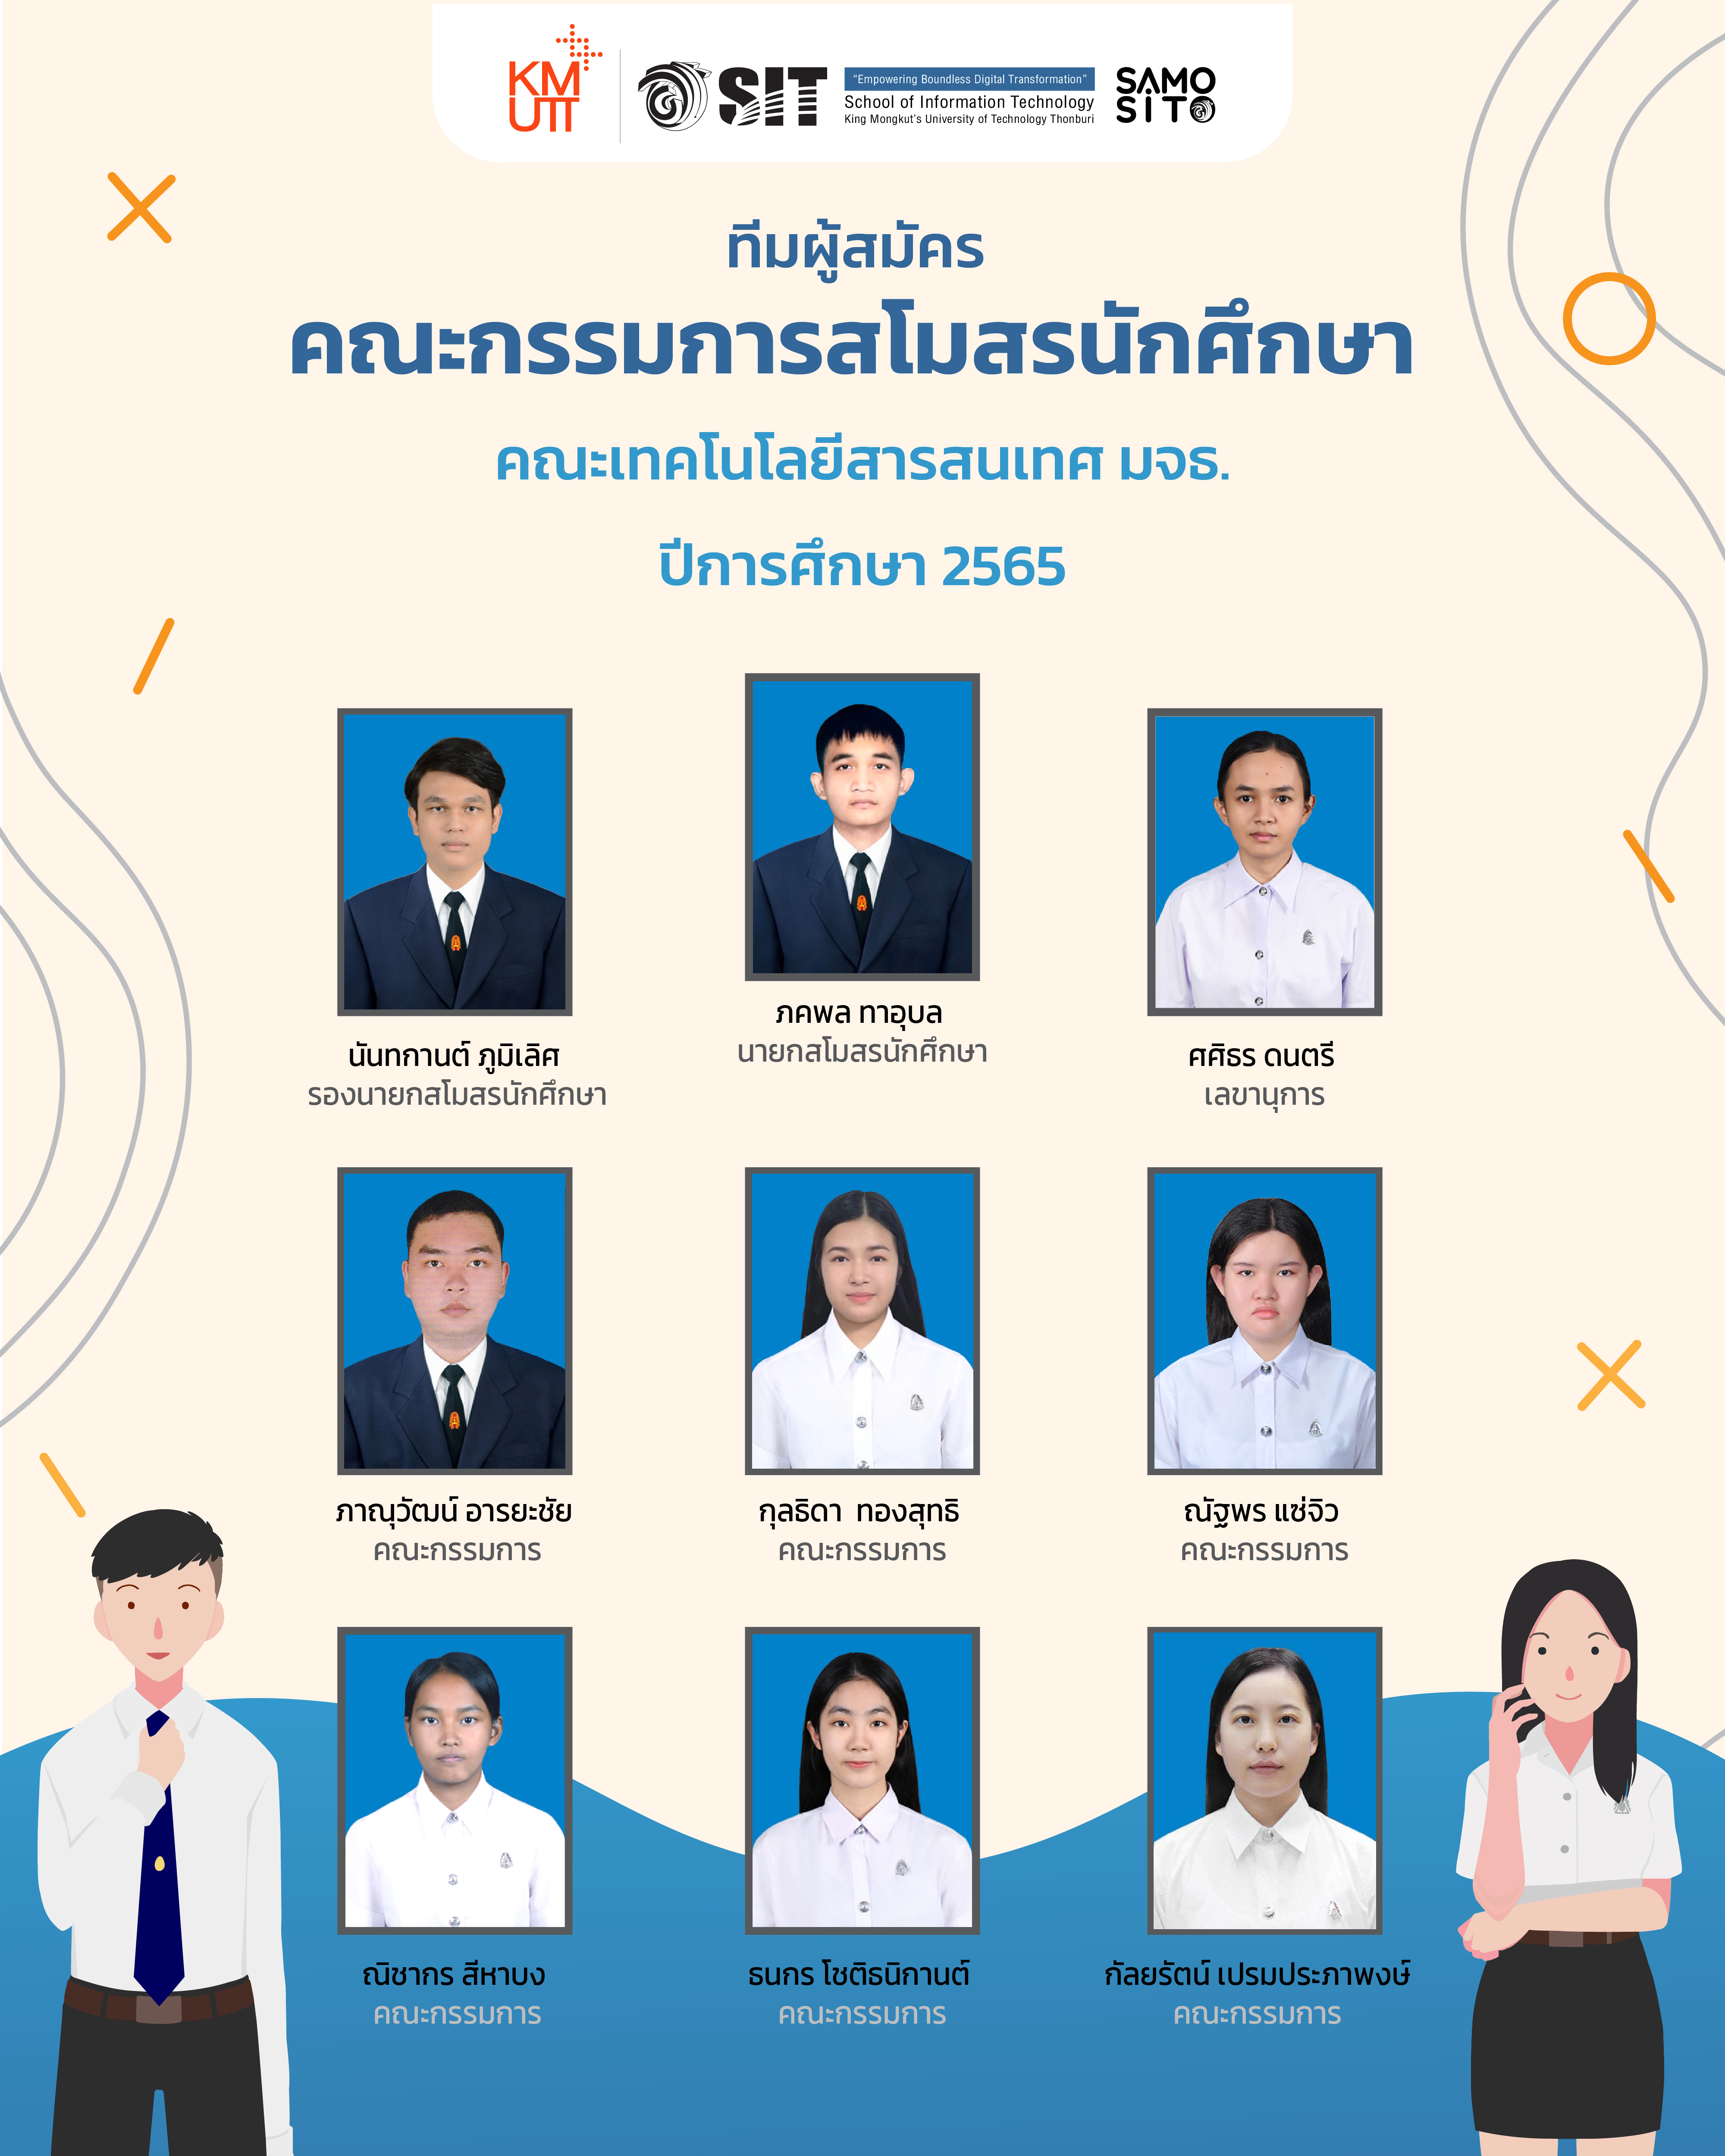 KM
UTT
SIT
"Empowering Boundless Digital Transformation"
School of Information Technology
King Mongkut's University of Technology Thonburi
SAMO
SIT
ทีมผู้สมัคร
คณะกรรมการสโมสรนักศึกษา
คณะเทคโนโลยีสารสนเทศ มจธ.
ปีการศึกษา 2565
นันทกานต์ ภูมิเลิศ
รองนายกสโมสรนักศึกษา
ภคพล ทาอุบล
นายกสโมสรนักศึกษา
ศศิธร ดนตรี
เลขานุการ
ภาณุวัฒน์ อารยะชัย
คณะกรรมการ
กุลธิดา ทองสุทธิ
คณะกรรมการ
ณัฐพร แซ่จิว
คณะกรรมการ
ณิชากร สีหาบง
คณะกรรมการ
ธนกร โชติธนิกานต์
คณะกรรมการ
กัลยรัตน์ เปรมประภาพงษ์
คณะกรรมการ